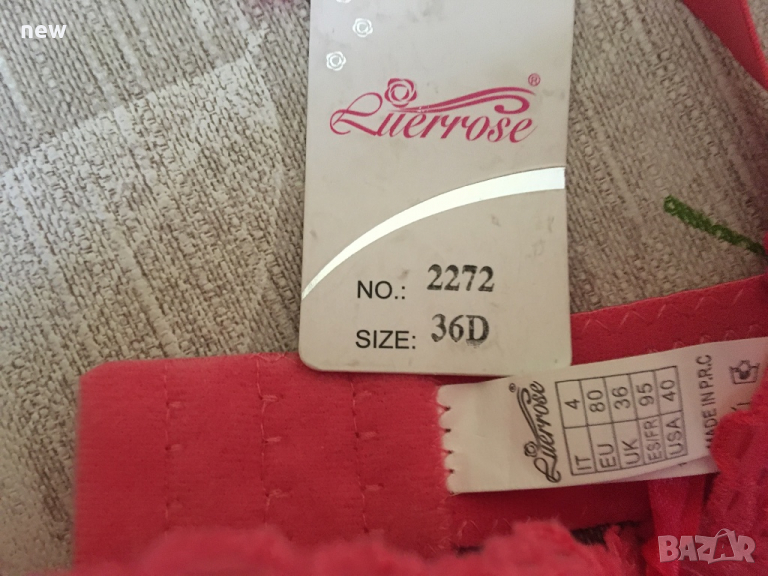 new
Luerrose®
NO.: 2272
SIZE: 36D
Luerrose®
IT 4
EU 80
UK 36
ES/FR 95
USA 40
MADE IN P.R.C
BAZAR